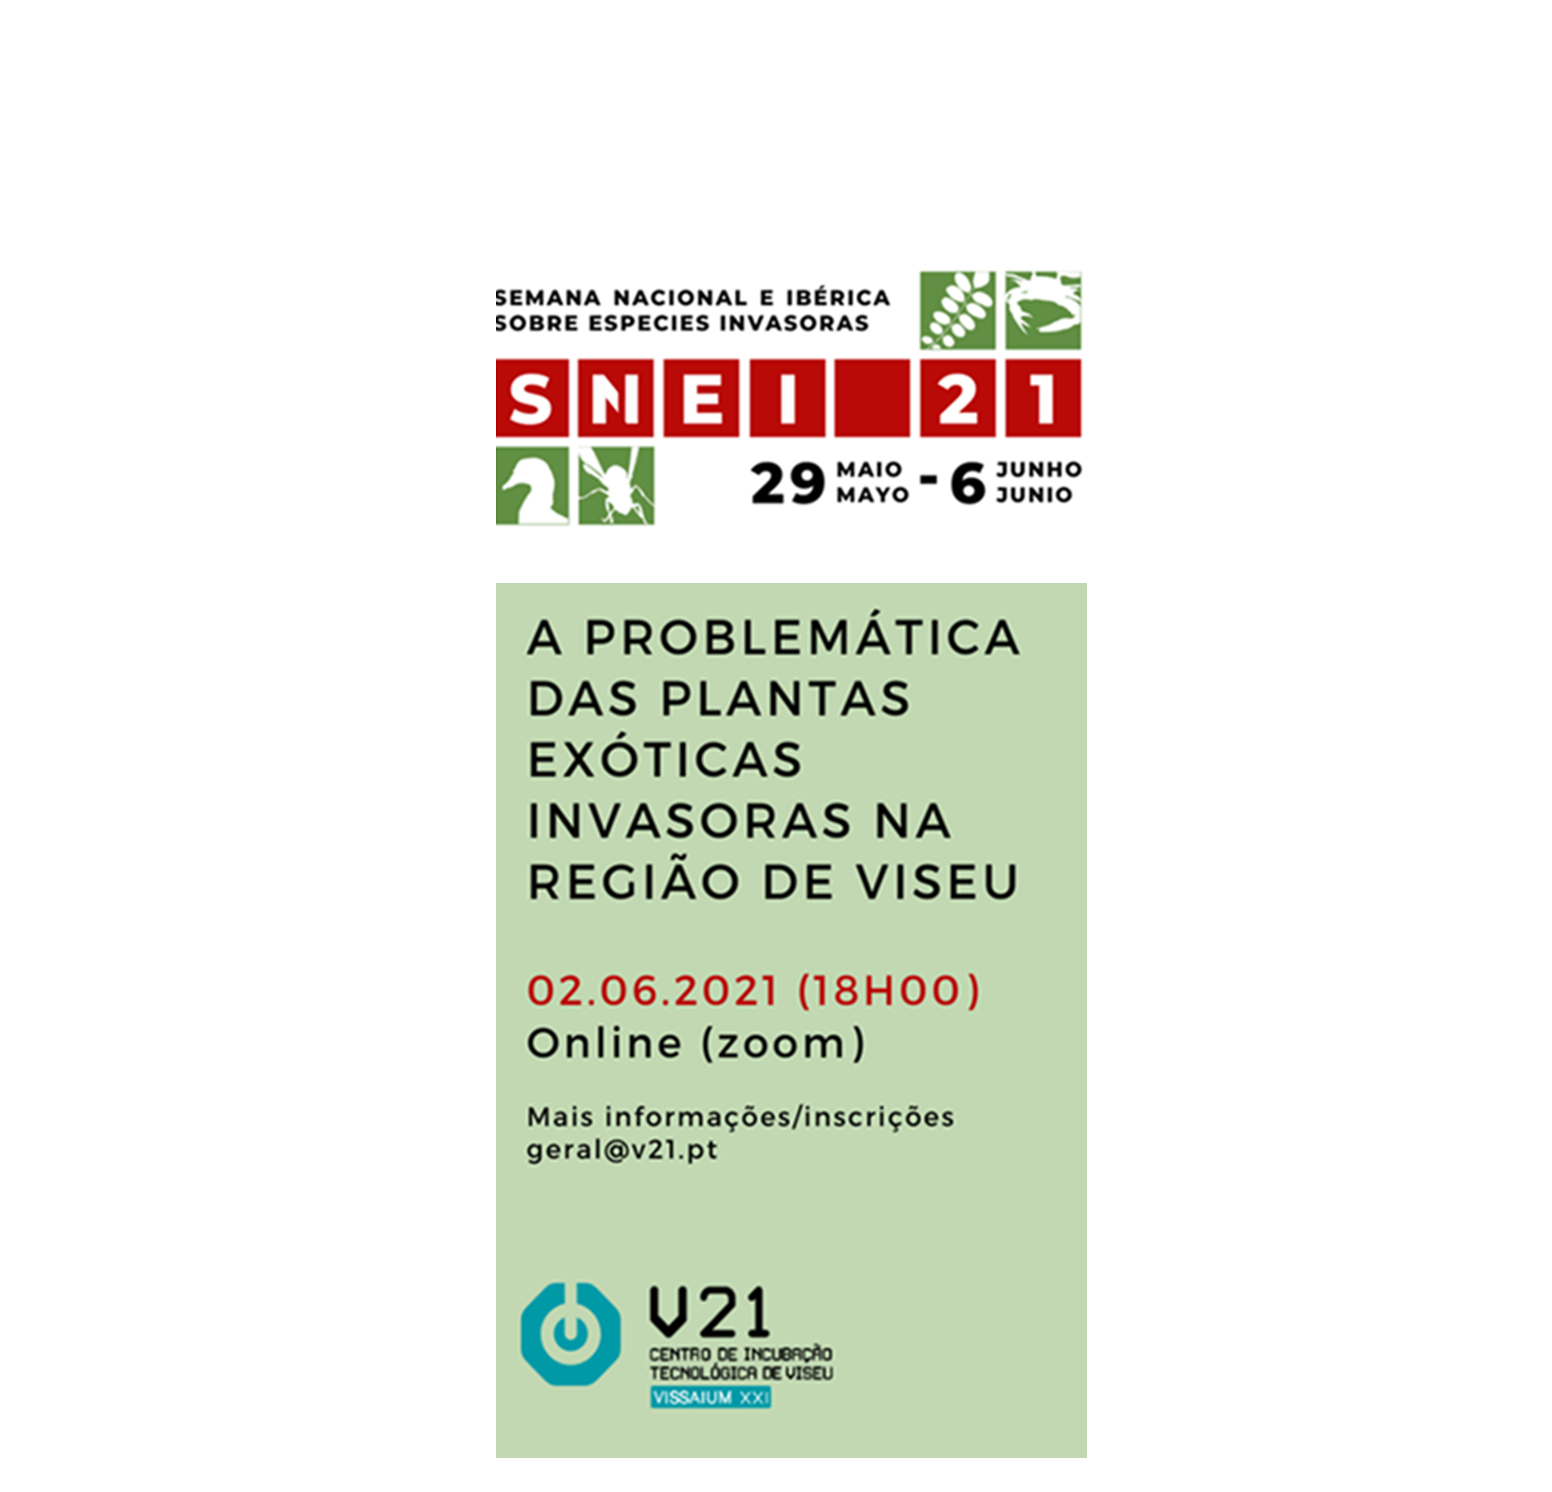 SEMANA NACIONAL E IBÉRICA
SOBRE ESPECIES INVASORAS
SNEI 21
29 MAIO MAYO - 6 JUNHO JUNIO
A PROBLEMÁTICA
DAS PLANTAS
EXÓTICAS
INVASORAS NA
REGIÃO DE VISEU
02.06.2021 (18H00)
Online (zoom)
Mais informações/inscrições
geral@v21.pt
V21
CENTRO DE INCUBAÇÃO
TECNOLÓGICA DE VISEU
VISSAIUM XXI